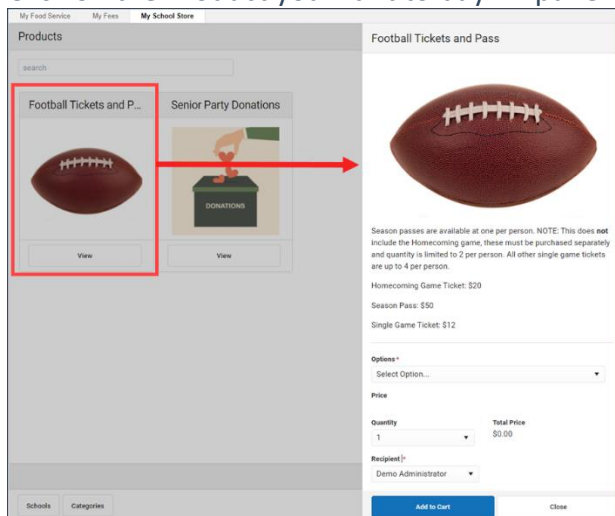 My Food Service My Fees My School Store
Products
search
Football Tickets and P...
Senior Party Donations
DONATIONS
View
View
Schools Categories
Football Tickets and Pass
Season passes are available at one per person. NOTE: This does not
include the Homecoming game, these must be purchased separately
and quantity is limited to 2 per person. All other single game tickets
are up to 4 per person.
Homecoming Game Ticket: $20
Season Pass: $50
Single Game Ticket: $12
Options *
Select Option...
Price
Quantity Total Price
1 $0.00
Recipient *
Demo Administrator
Add to Cart Close